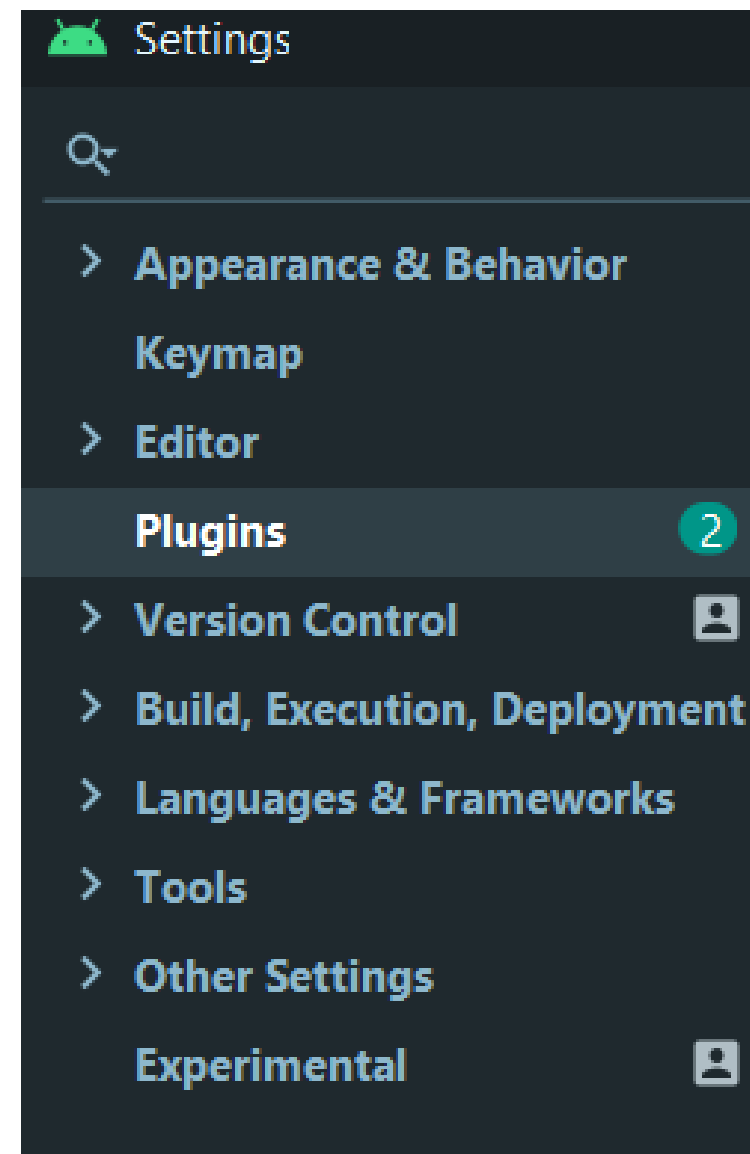 Settings
Appearance & Behavior
Keymap
Editor
Plugins 2
Version Control
Build, Execution, Deployment
Languages & Frameworks
Tools
Other Settings
Experimental